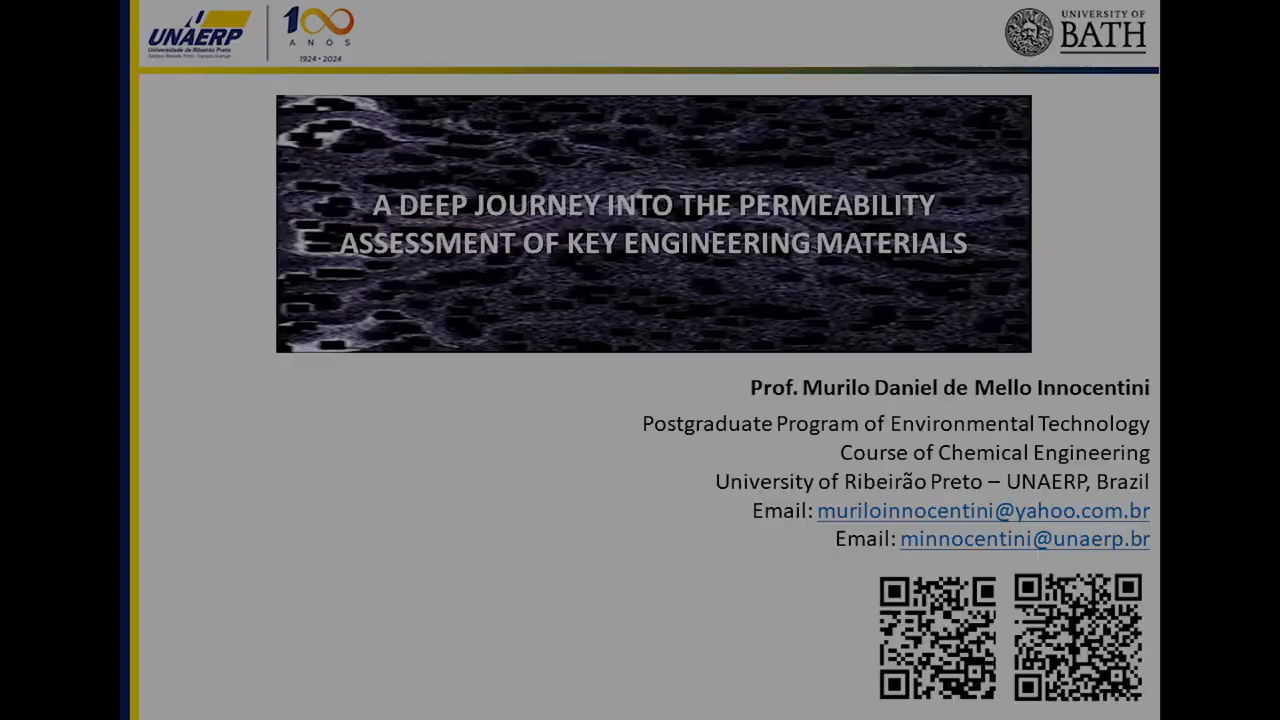 UNAERP
Universidade de Ribeirão Preto
100
ANOS
1924 • 2024
UNIVERSITY OF
BATH
A DEEP JOURNEY INTO THE PERMEABILITY
ASSESSMENT OF KEY ENGINEERING MATERIALS
Prof. Murilo Daniel de Mello Innocentini
Postgraduate Program of Environmental Technology
Course of Chemical Engineering
University of Ribeirão Preto – UNAERP, Brazil
Email: muriloinnocentini@yahoo.com.br
Email: minnocentini@unaerp.br